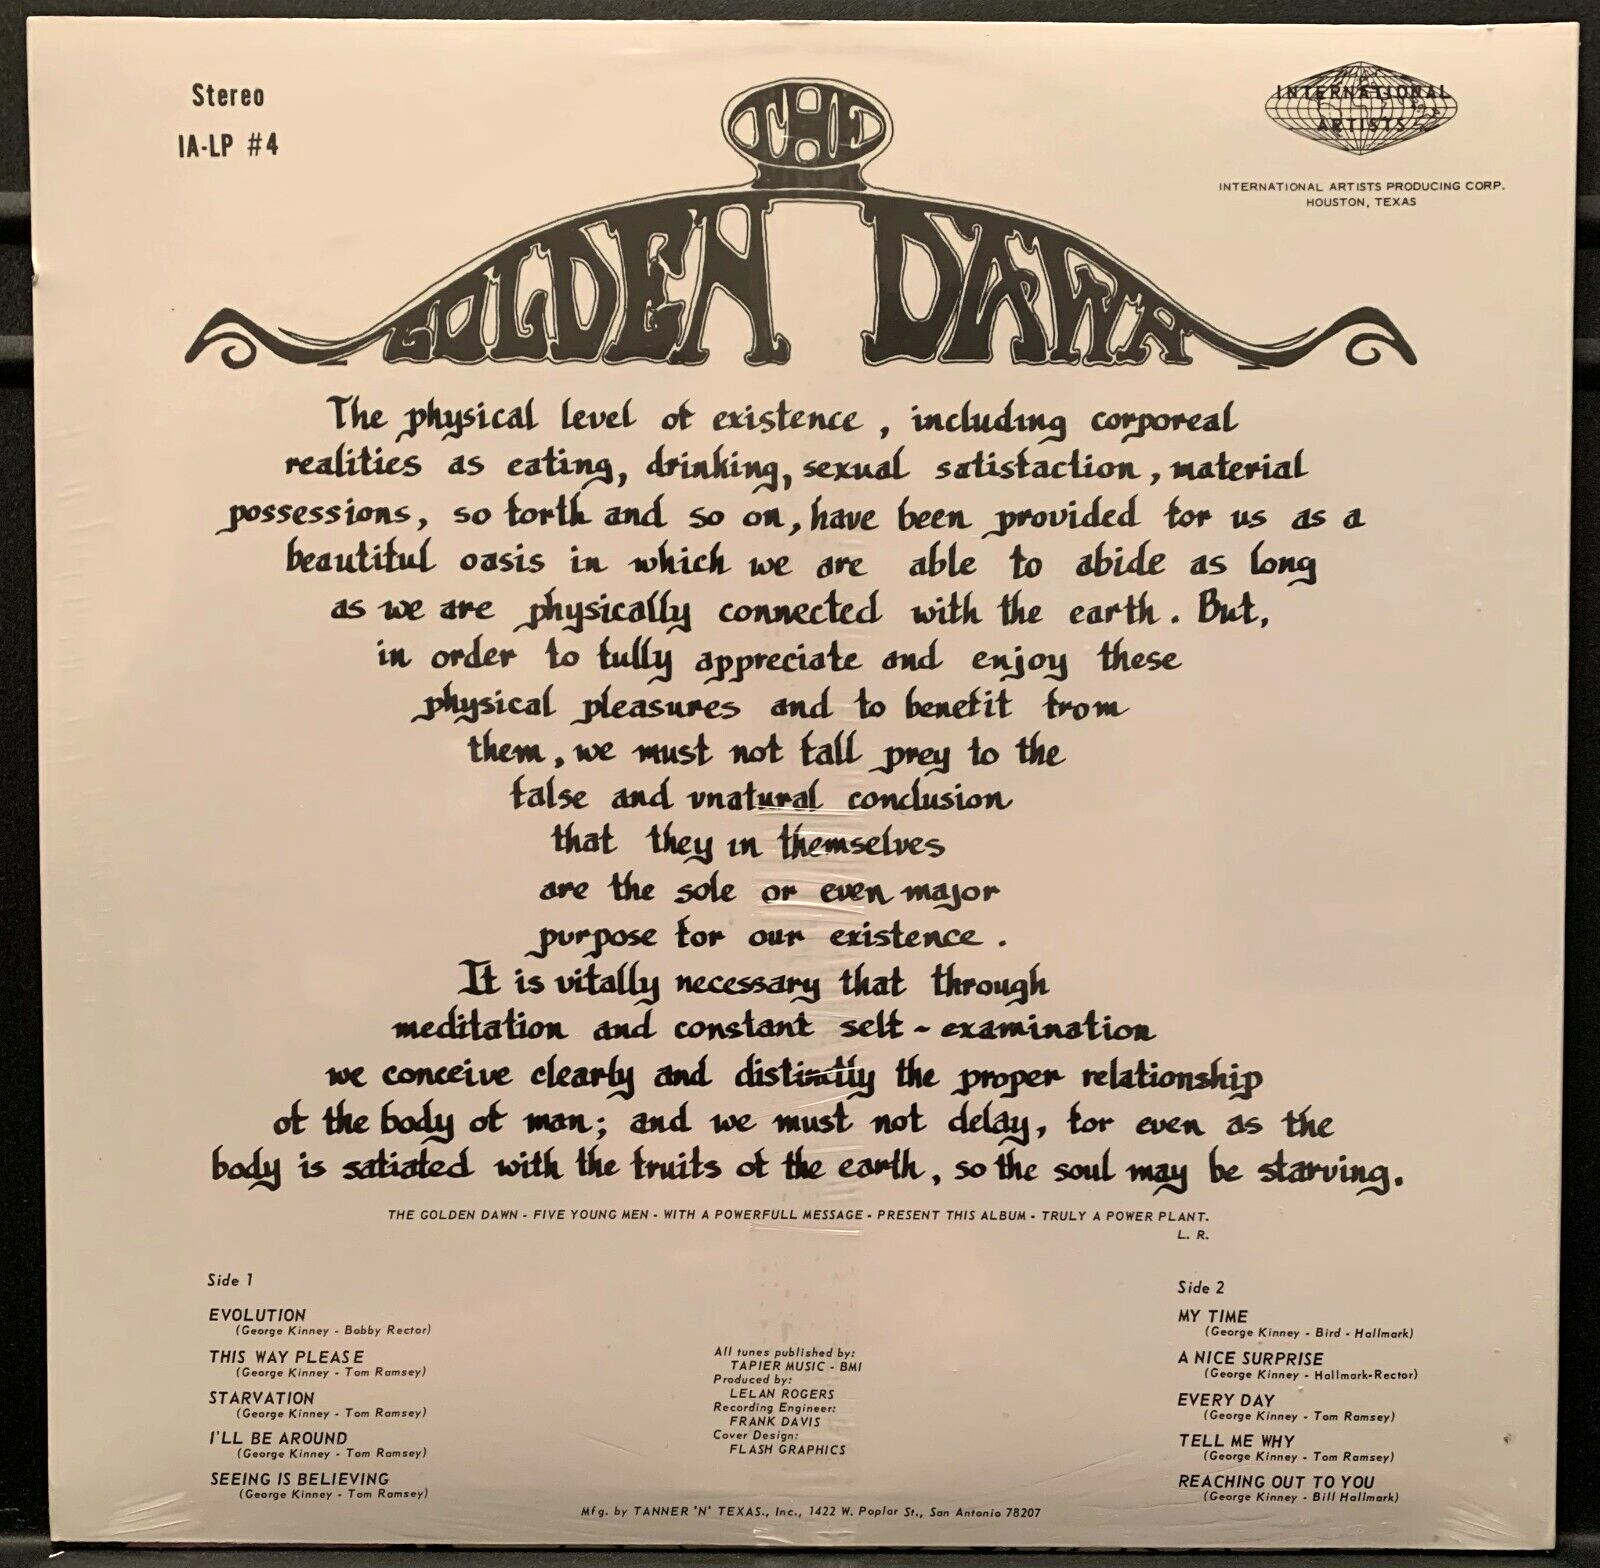 Stereo
IA-LP #4
THE
GOLDEN DAWN
INTERNATIONAL
ARTISTS
INTERNATIONAL ARTISTS PRODUCING CORP.
HOUSTON, TEXAS
The physical level of existence, including corporeal
realities as eating, drinking, sexual satisfaction, material
possessions, so forth and so on, have been provided for us as a
beautiful oasis in which we are able to abide as long
as we are physically connected with the earth. But,
in order to fully appreciate and enjoy these
physical pleasures and to benefit from
them, we must not fall prey to the
false and unatural conclusion
that they in themselves
are the sole or even major
purpose for our existence.
It is vitally necessary that through
meditation and constant self-examination
we conceive clearly and distinctly the proper relationship
of the body of man; and we must not delay, for even as the
body is satiated with the fruits of the earth, so the soul may be starving.
THE GOLDEN DAWN - FIVE YOUNG MEN - WITH A POWERFULL MESSAGE - PRESENT THIS ALBUM - TRULY A POWER PLANT.
L. R.
Side 1
EVOLUTION
(George Kinney - Bobby Rector)
THIS WAY PLEASE
(George Kinney - Tom Ramsey)
STARVATION
(George Kinney - Tom Ramsey)
I'LL BE AROUND
(George Kinney - Tom Ramsey)
SEEING IS BELIEVING
(George Kinney - Tom Ramsey)
All tunes published by:
TAPIER MUSIC - BMI
Produced by:
LELAN ROGERS
Recording Engineer:
FRANK DAVIS
Cover Design:
FLASH GRAPHICS
Side 2
MY TIME
(George Kinney - Bird - Hallmark)
A NICE SURPRISE
(George Kinney - Hallmark-Rector)
EVERY DAY
(George Kinney - Tom Ramsey)
TELL ME WHY
(George Kinney - Tom Ramsey)
REACHING OUT TO YOU
(George Kinney - Bill Hallmark)
Mfg. by TANNER 'N' TEXAS., Inc., 1422 W. Poplar St., San Antonio 78207